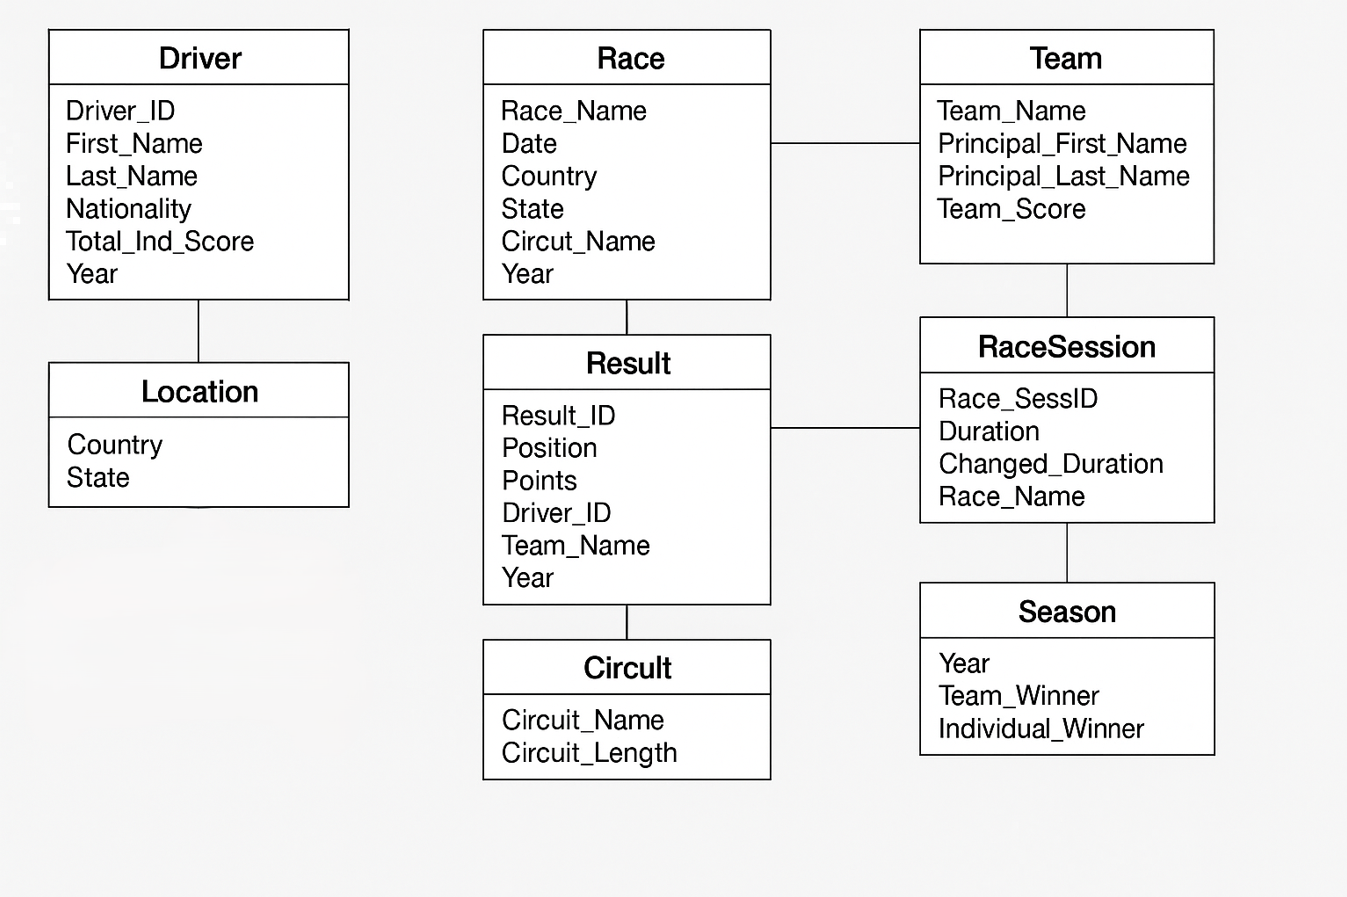 Driver
Driver_ID
First_Name
Last_Name
Nationality
Total_Ind_Score
Year
Location
Country
State
Race
Race_Name
Date
Country
State
Circut_Name
Year
Result
Result_ID
Position
Points
Driver_ID
Team_Name
Year
Circult
Circuit_Name
Circuit_Length
Team
Team_Name
Principal_First_Name
Principal_Last_Name
Team_Score
RaceSession
Race_SessID
Duration
Changed_Duration
Race_Name
Season
Year
Team_Winner
Individual_Winner